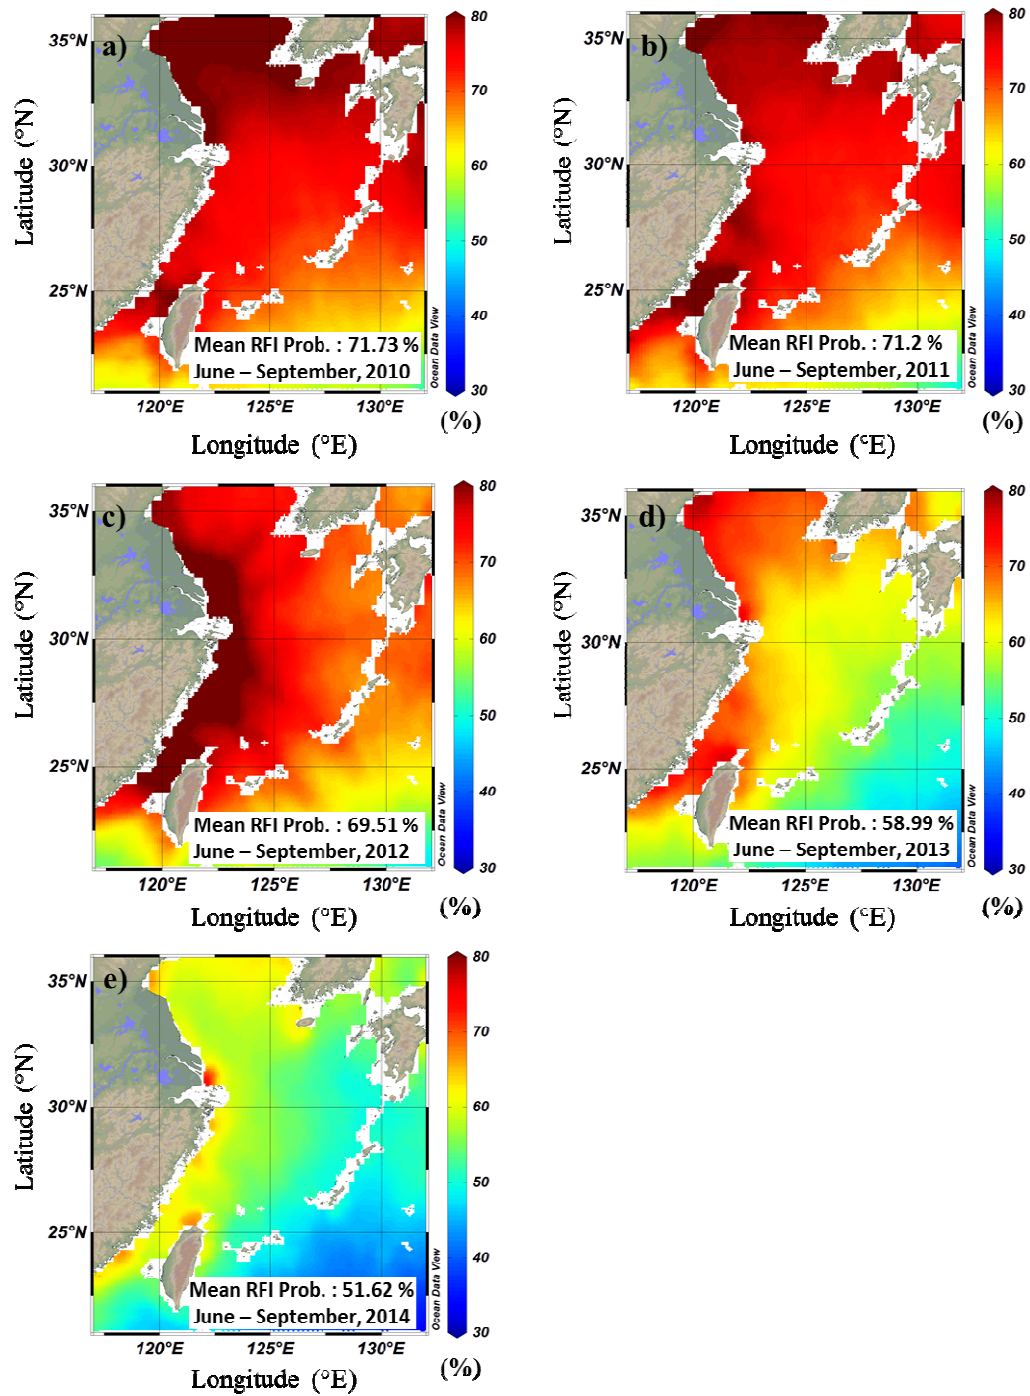 a)
35°N
30°N
25°N
Latitude (°N)
120°E
125°E
130°E
Longitude (°E)
Mean RFI Prob. : 71.73 %
June – September, 2010
Ocean Data View
80
70
60
50
40
30
(%)
b)
35°N
30°N
25°N
Latitude (°N)
120°E
125°E
130°E
Longitude (°E)
Mean RFI Prob. : 71.2 %
June – September, 2011
Ocean Data View
80
70
60
50
40
30
(%)
c)
35°N
30°N
25°N
Latitude (°N)
120°E
125°E
130°E
Longitude (°E)
Mean RFI Prob. : 69.51 %
June – September, 2012
Ocean Data View
80
70
60
50
40
30
(%)
d)
35°N
30°N
25°N
Latitude (°N)
120°E
125°E
130°E
Longitude (°E)
Mean RFI Prob. : 58.99 %
June – September, 2013
Ocean Data View
80
70
60
50
40
30
(%)
e)
35°N
30°N
25°N
Latitude (°N)
120°E
125°E
130°E
Longitude (°E)
Mean RFI Prob. : 51.62 %
June – September, 2014
Ocean Data View
80
70
60
50
40
30
(%)